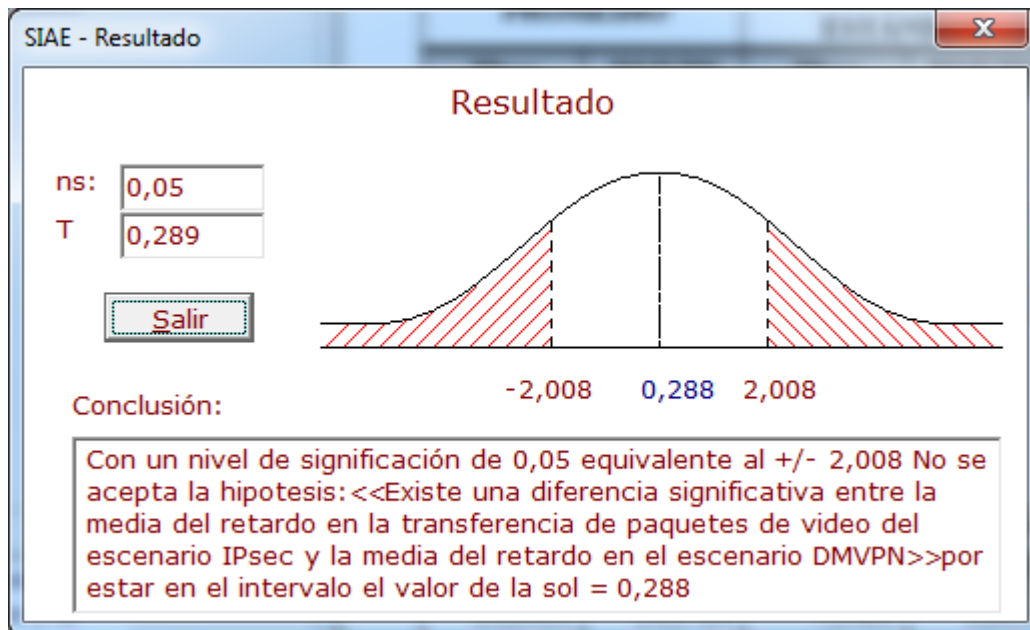 SIAE - Resultado
Resultado
ns:
0,05
T
0,289
Salir
-2,008
0,288
2,008
Conclusión:
Con un nivel de significación de 0,05 equivalente al +/- 2,008 No se
acepta la hipotesis:<<Existe una diferencia significativa entre la
media del retardo en la transferencia de paquetes de video del
escenario IPsec y la media del retardo en el escenario DMVPN>>por
estar en el intervalo el valor de la sol = 0,288